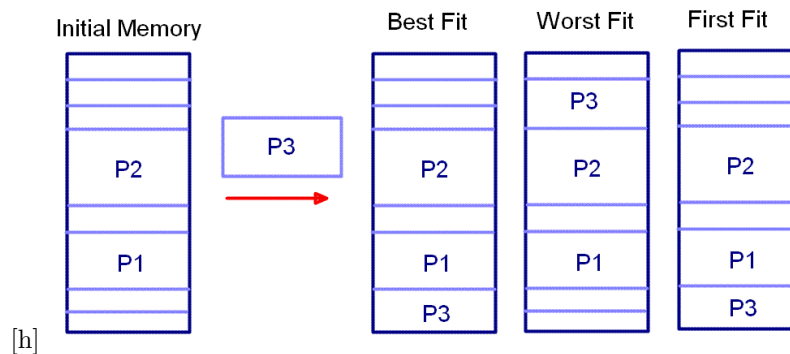 Initial Memory
Best Fit
Worst Fit
First Fit
P3
P3
P2
P2
P2
P2
P1
P1
P1
P1
P3
P3
[h]